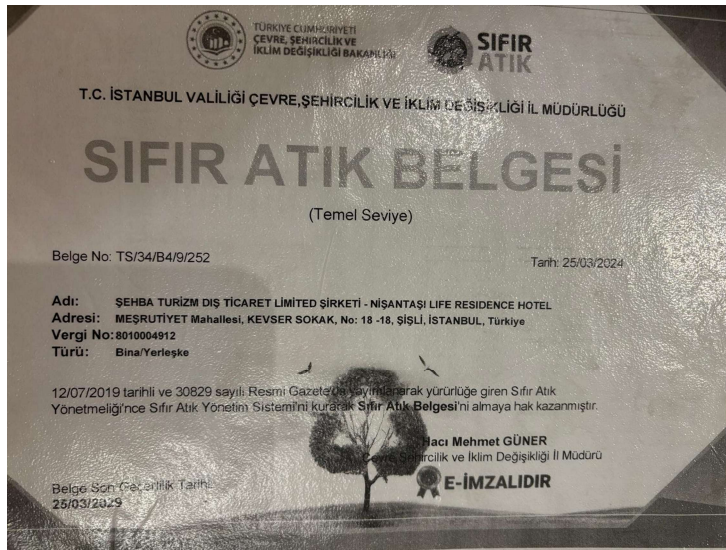 TÜRKİYE CUMHURİYETİ
ÇEVRE, ŞEHİRCİLİK VE
İKLİM DEĞİŞİKLİĞİ BAKANLIĞI
SIFIR
ATIK
T.C. İSTANBUL VALİLİĞİ ÇEVRE,ŞEHİRCİLİK VE İKLİM DEĞİŞİKLİĞİ İL MÜDÜRLÜĞÜ
SIFIR ATIK BELGESİ
(Temel Seviye)
Belge No: TS/34/B4/9/252
Tarih: 25/03/2024
Adı: ŞEHBA TURİZM DIŞ TİCARET LİMİTED ŞİRKETİ - NİŞANTAŞI LIFE RESIDENCE HOTEL
Adresi: MEŞRUTİYET Mahallesi, KEVSER SOKAK, No: 18 -18, ŞİŞLİ, İSTANBUL, Türkiye
Vergi No: 8010004912
Türü: Bina/Yerleşke
12/07/2019 tarihli ve 30829 sayılı Resmi Gazete'de yayımlanarak yürürlüğe giren Sıfır Atık
Yönetmeliği'nce Sıfır Atık Yönetim Sistemi'ni kurarak Sıfır Atık Belgesi'ni almaya hak kazanmıştır.
Hacı Mehmet GÜNER
Çevre, Şehircilik ve İklim Değişikliği İl Müdürü
E-İMZALIDIR
Belge Son Geçerlilik Tarihi:
25/03/2029